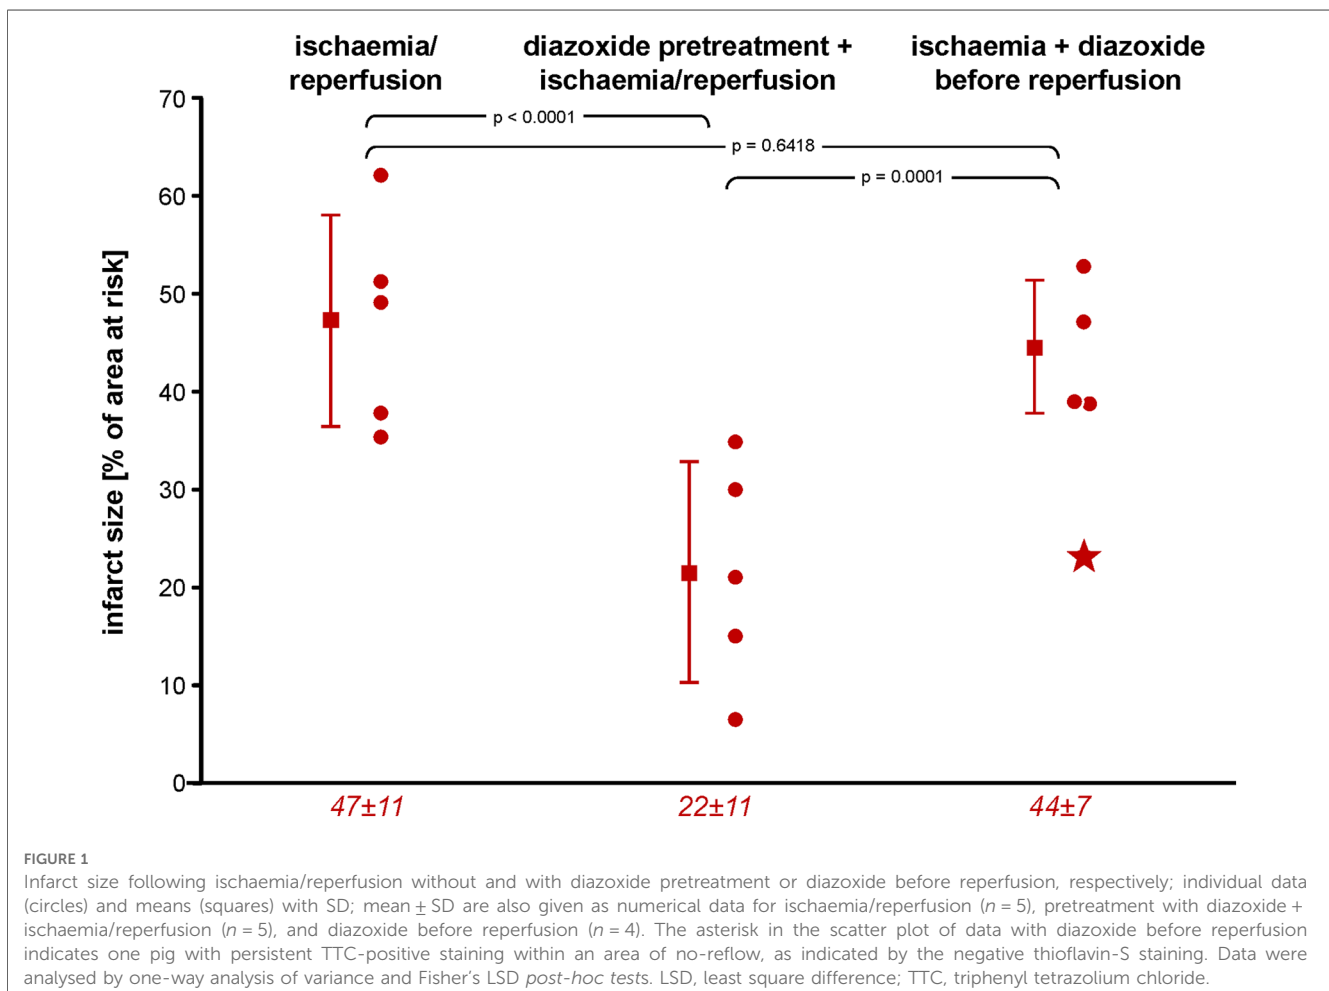 ischaemia/
reperfusion
diazoxide pretreatment +
ischaemia/reperfusion
ischaemia + diazoxide
before reperfusion
70
60
50
40
30
20
10
0
infarct size [% of area at risk]
p < 0.0001
p = 0.6418
p = 0.0001
47±11
22±11
44±7
FIGURE 1
Infarct size following ischaemia/reperfusion without and with diazoxide pretreatment or diazoxide before reperfusion, respectively; individual data
(circles) and means (squares) with SD; mean ± SD are also given as numerical data for ischaemia/reperfusion (n = 5), pretreatment with diazoxide +
ischaemia/reperfusion (n = 5), and diazoxide before reperfusion (n = 4). The asterisk in the scatter plot of data with diazoxide before reperfusion
indicates one pig with persistent TTC-positive staining within an area of no-reflow, as indicated by the negative thioflavin-S staining. Data were
analysed by one-way analysis of variance and Fisher's LSD post-hoc tests. LSD, least square difference; TTC, triphenyl tetrazolium chloride.